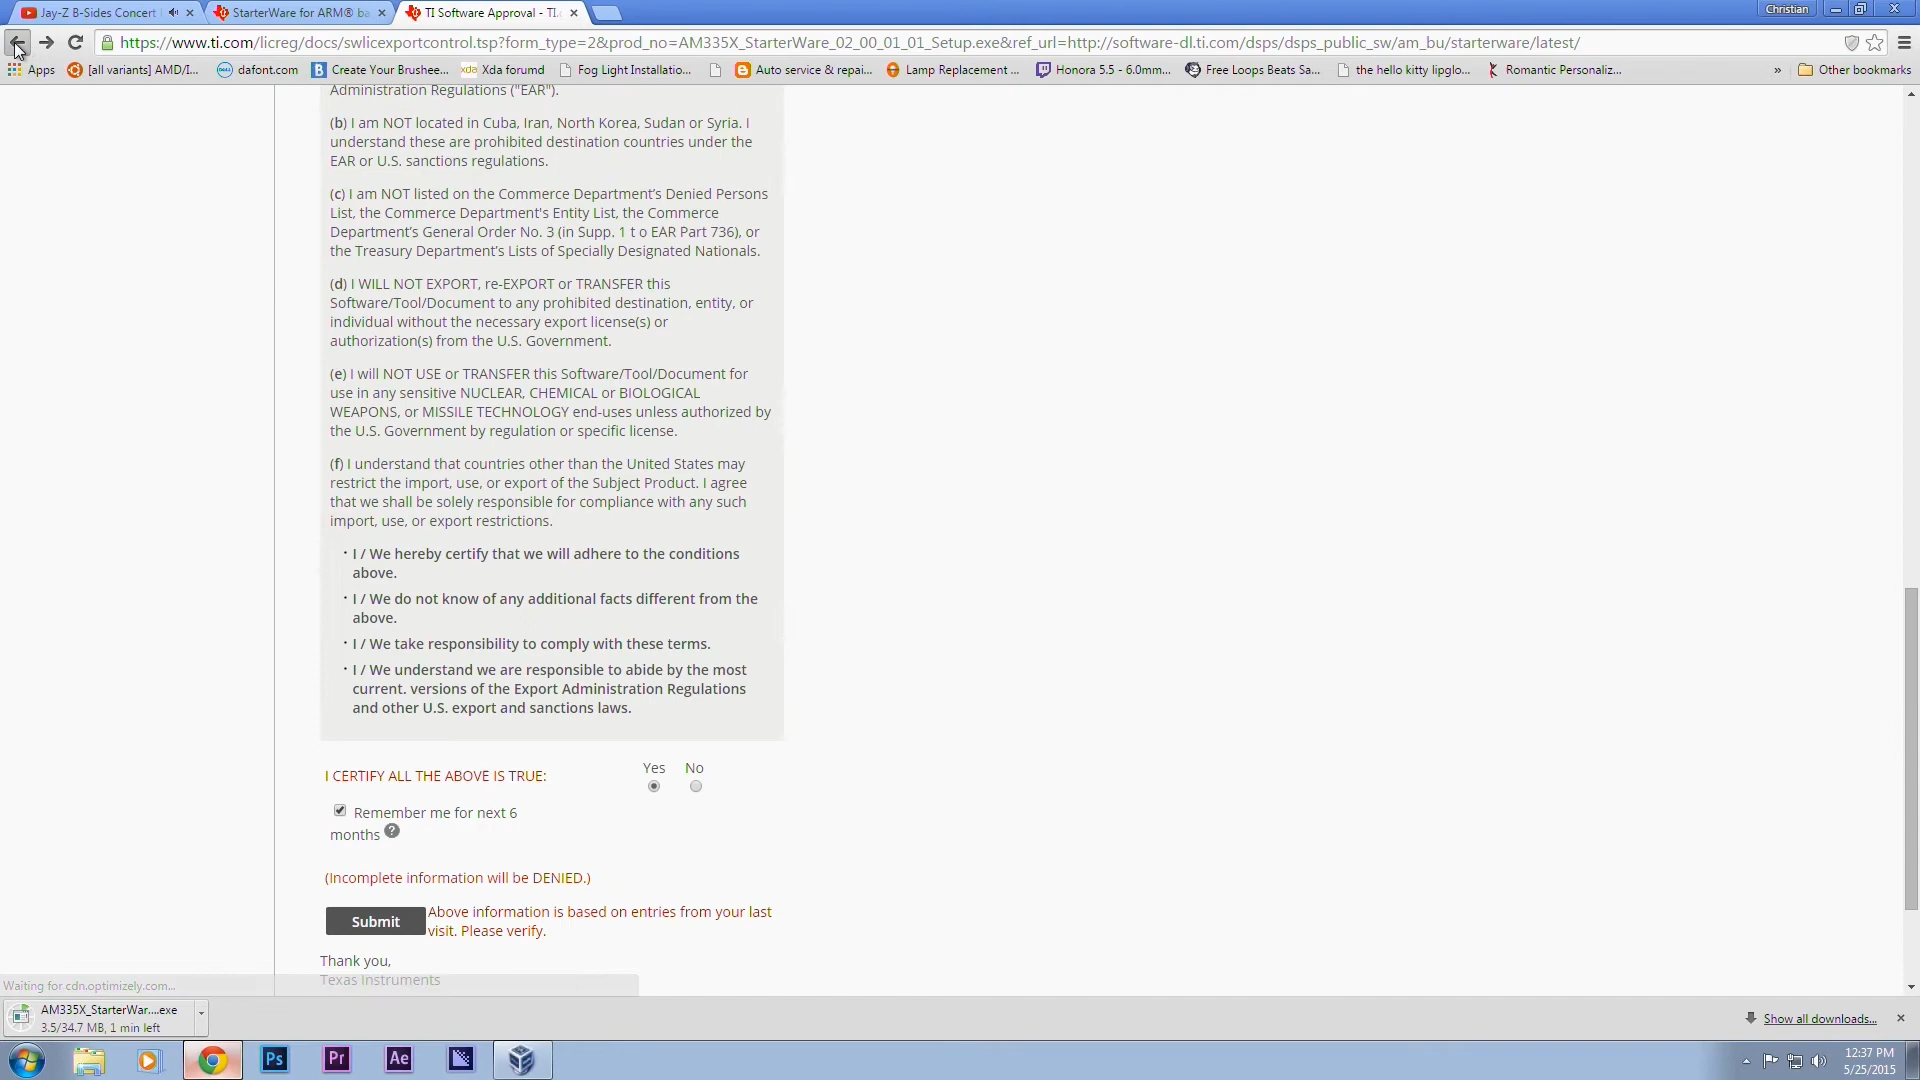 Jay-Z B-Sides Concert
StarterWare for ARM® ba
TI Software Approval - TI.c
Christian
https://www.ti.com/licreg/docs/swlicexportcontrol.tsp?form_type=2&prod_no=AM335X_StarterWare_02_00_01_01_Setup.exe&ref_url=http://software-dl.ti.com/dsps/dsps_public_sw/am_bu/starterware/latest/
Apps
[all variants] AMD/I...
DELL
dafont.com
B
Create Your Brushee...
xda
Xda forumd
Fog Light Installatio...
Auto service & repai...
Lamp Replacement ...
Honora 5.5 - 6.0mm...
Free Loops Beats Sa...
the hello kitty lipglo...
Romantic Personaliz...
»
Other bookmarks
Administration Regulations ("EAR").
(b) I am NOT located in Cuba, Iran, North Korea, Sudan or Syria. I
understand these are prohibited destination countries under the
EAR or U.S. sanctions regulations.
(c) I am NOT listed on the Commerce Department's Denied Persons
List, the Commerce Department's Entity List, the Commerce
Department's General Order No. 3 (in Supp. 1 t o EAR Part 736), or
the Treasury Department's Lists of Specially Designated Nationals.
(d) I WILL NOT EXPORT, re-EXPORT or TRANSFER this
Software/Tool/Document to any prohibited destination, entity, or
individual without the necessary export license(s) or
authorization(s) from the U.S. Government.
(e) I will NOT USE or TRANSFER this Software/Tool/Document for
use in any sensitive NUCLEAR, CHEMICAL or BIOLOGICAL
WEAPONS, or MISSILE TECHNOLOGY end-uses unless authorized by
the U.S. Government by regulation or specific license.
(f) I understand that countries other than the United States may
restrict the import, use, or export of the Subject Product. I agree
that we shall be solely responsible for compliance with any such
import, use, or export restrictions.
· I / We hereby certify that we will adhere to the conditions
above.
· I / We do not know of any additional facts different from the
above.
· I / We take responsibility to comply with these terms.
· I / We understand we are responsible to abide by the most
current. versions of the Export Administration Regulations
and other U.S. export and sanctions laws.
Yes No
I CERTIFY ALL THE ABOVE IS TRUE:
Remember me for next 6
months ?
(Incomplete information will be DENIED.)
Submit
Above information is based on entries from your last
visit. Please verify.
Thank you,
Texas Instruments
Waiting for cdn.optimizely.com...
AM335X_StarterWar....exe
3.5/34.7 MB, 1 min left
Show all downloads...
Ps
Pr
Ae
12:37 PM
5/25/2015